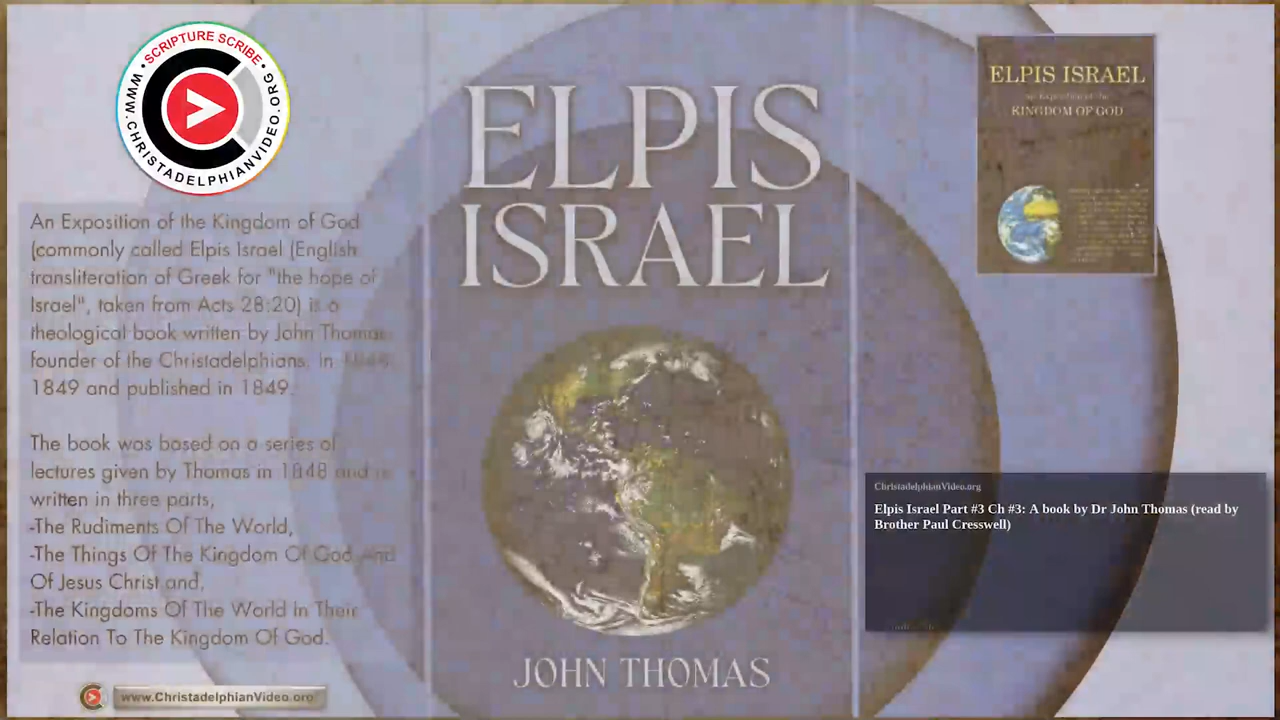 • SCRIPTURE SCRIBE •
WWW.CHRISTADELPHIANVIDEO.ORG
An Exposition of the Kingdom of God
(commonly called Elpis Israel (English
transliteration of Greek for "the hope of
Israel", taken from Acts 28:20) is a
theological book written by John Thomas
founder of the Christadelphians, in
1849 and published in 1849.
The book was based on a series of
lectures given by Thomas in 1848 and is
written in three parts,
-The Rudiments Of The World,
-The Things Of The Kingdom Of God And
Of Jesus Christ and,
-The Kingdoms Of The World In Their
Relation To The Kingdom Of God.
www.ChristadelphianVideo.org
ELPIS
ISRAEL
JOHN THOMAS
ELPIS ISRAEL
an Exposition of the
KINGDOM OF GOD
ChristadelphianVideo.org
Elpis Israel Part #3 Ch #3: A book by Dr John Thomas (read by
Brother Paul Cresswell)